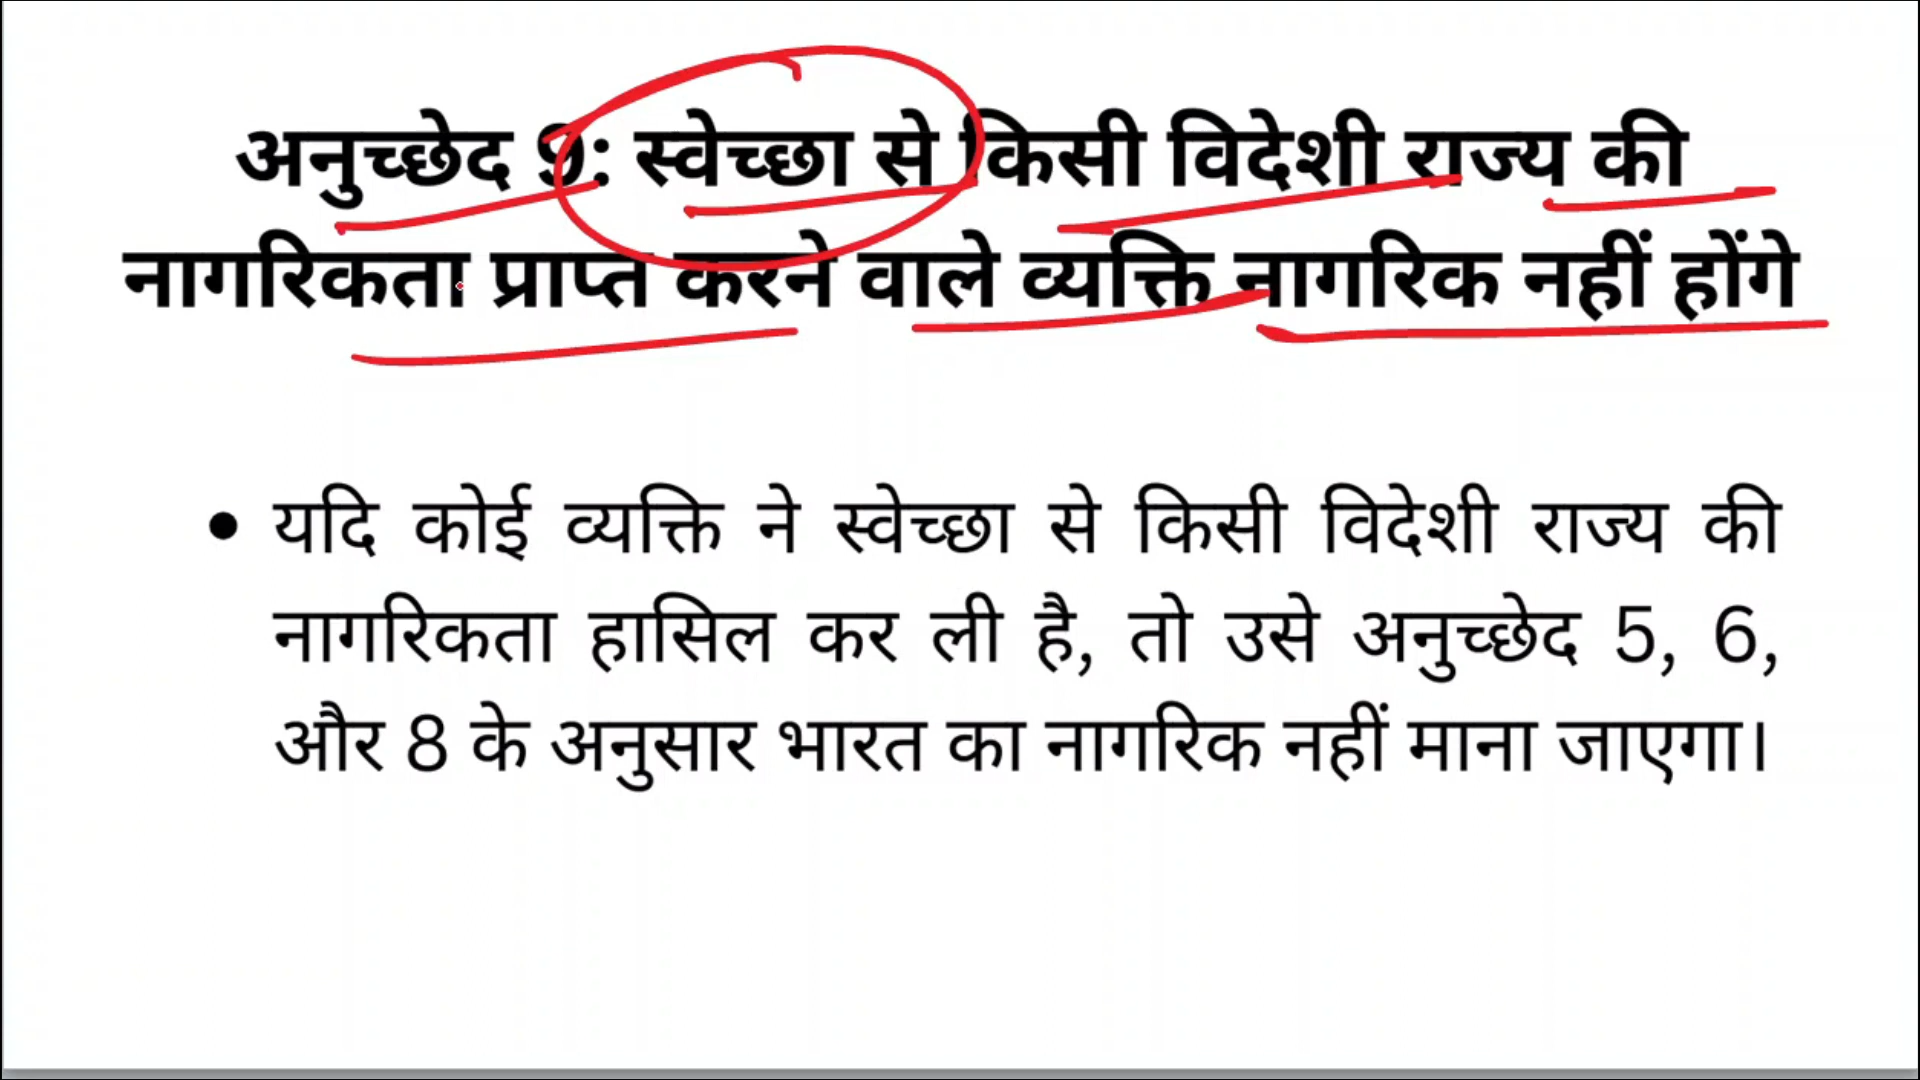 अनुच्छेद 9: स्वेच्छा से किसी विदेशी राज्य की
नागरिकता प्राप्त करने वाले व्यक्ति नागरिक नहीं होंगे
• यदि कोई व्यक्ति ने स्वेच्छा से किसी विदेशी राज्य की
नागरिकता हासिल कर ली है, तो उसे अनुच्छेद 5, 6,
और 8 के अनुसार भारत का नागरिक नहीं माना जाएगा।